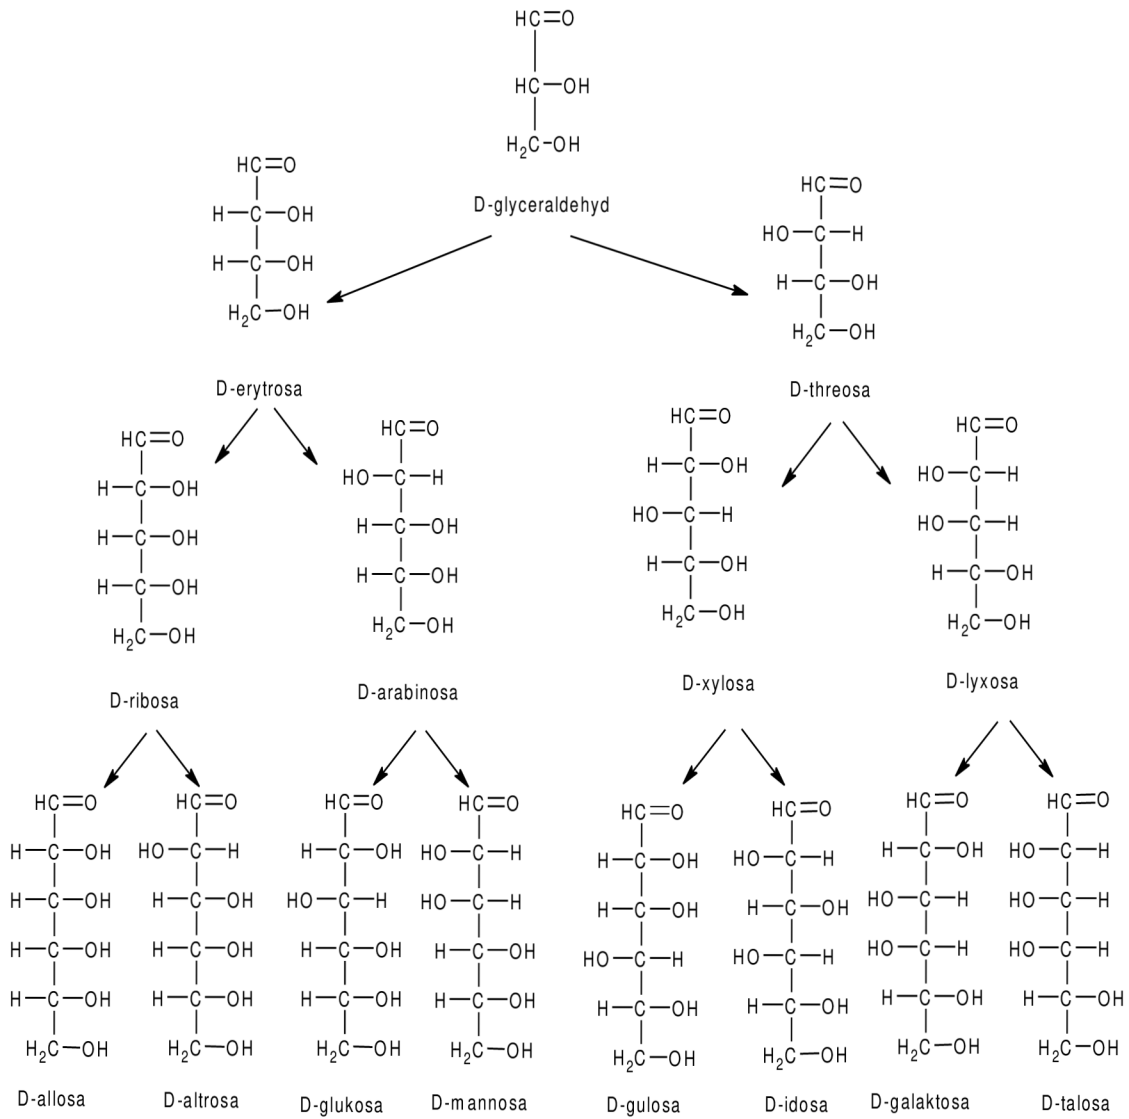 HC=O
HC-OH
H₂C-OH
D-glyceraldehyd
HC=O
H-C-OH
H-C-OH
H₂C-OH
D-erytrosa
HC=O
HO-C-H
H-C-OH
H₂C-OH
D-threosa
HC=O
H-C-OH
H-C-OH
H-C-OH
H₂C-OH
D-ribosa
HC=O
HO-C-H
H-C-OH
H-C-OH
H₂C-OH
D-arabinosa
HC=O
H-C-OH
HO-C-H
H-C-OH
H₂C-OH
D-xylosa
HC=O
HO-C-H
HO-C-H
H-C-OH
H₂C-OH
D-lyxosa
HC=O
H-C-OH
H-C-OH
H-C-OH
H-C-OH
H₂C-OH
D-allosa
HC=O
HO-C-H
H-C-OH
H-C-OH
H-C-OH
H₂C-OH
D-altrosa
HC=O
H-C-OH
HO-C-H
H-C-OH
H-C-OH
H₂C-OH
D-glukosa
HC=O
HO-C-H
HO-C-H
H-C-OH
H-C-OH
H₂C-OH
D-mannosa
HC=O
H-C-OH
H-C-OH
HO-C-H
H-C-OH
H₂C-OH
D-gulosa
HC=O
HO-C-H
H-C-OH
HO-C-H
H-C-OH
H₂C-OH
D-idosa
HC=O
H-C-OH
HO-C-H
HO-C-H
H-C-OH
H₂C-OH
D-galaktosa
HC=O
HO-C-H
HO-C-H
HO-C-H
H-C-OH
H₂C-OH
D-talosa